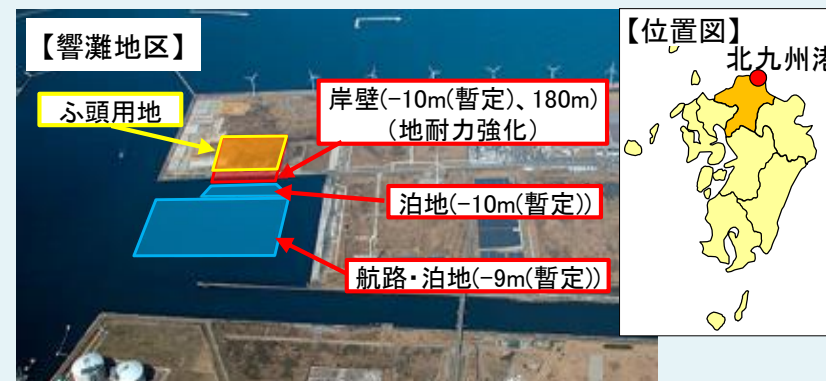 【響灘地区】
ふ頭用地
岸壁(-10m(暫定)、180m)
(地耐力強化)
泊地(-10m(暫定))
航路・泊地(-9m(暫定))
【位置図】
北九州港